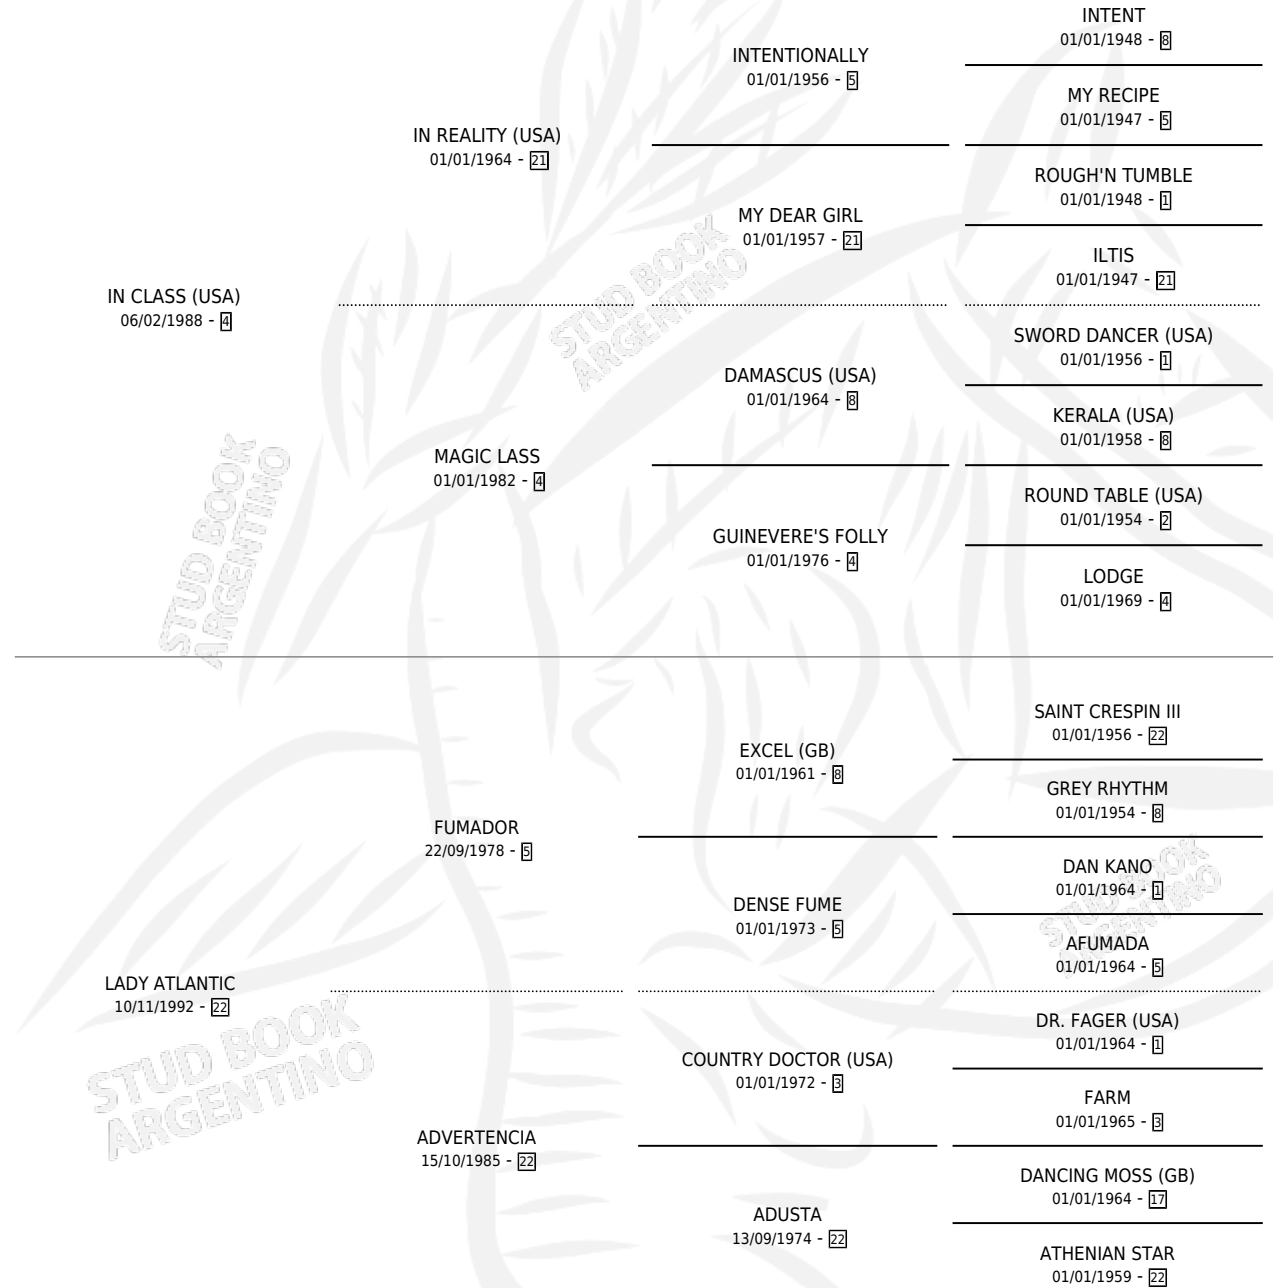 INTENT
01/01/1948 - 8
INTENTIONALLY
01/01/1956 - 5
MY RECIPE
01/01/1947 - 5
IN REALITY (USA)
01/01/1964 - 21
ROUGH'N TUMBLE
01/01/1948 - 1
MY DEAR GIRL
01/01/1957 - 21
ILTIS
01/01/1947 - 21
IN CLASS (USA)
06/02/1988 - 4
SWORD DANCER (USA)
01/01/1956 - 1
DAMASCUS (USA)
01/01/1964 - 8
KERALA (USA)
01/01/1958 - 8
MAGIC LASS
01/01/1982 - 4
ROUND TABLE (USA)
01/01/1954 - 2
GUINEVERE'S FOLLY
01/01/1976 - 4
LODGE
01/01/1969 - 4
SAINT CRESPIN III
01/01/1956 - 22
EXCEL (GB)
01/01/1961 - 8
GREY RHYTHM
01/01/1954 - 8
FUMADOR
22/09/1978 - 5
DAN KANO
01/01/1964 - 1
DENSE FUME
01/01/1973 - 5
AFUMADA
01/01/1964 - 5
LADY ATLANTIC
10/11/1992 - 22
DR. FAGER (USA)
01/01/1964 - 1
COUNTRY DOCTOR (USA)
01/01/1972 - 3
FARM
01/01/1965 - 3
ADVERTENCIA
15/10/1985 - 22
DANCING MOSS (GB)
01/01/1964 - 17
ADUSTA
13/09/1974 - 22
ATHENIAN STAR
01/01/1959 - 22
STUD BOOK
ARGENTINO
STUD BOOK
ARGENTINO
STUD BOOK
ARGENTINO
STUD BOOK
ARGENTINO